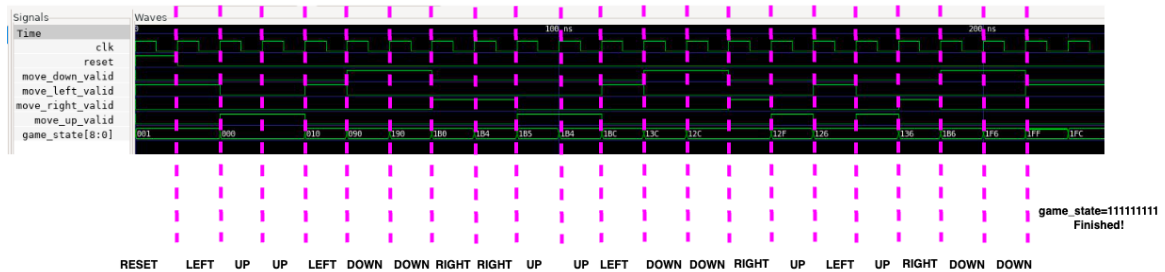 Signals
Waves
Time
100 ns
200 ns
clk
reset
move_down_valid
move_left_valid
move_right_valid
move_up_valid
game_state[8:0]
001 000 010 090 190 1B0 1B4 1B5 1B4 1BC 13C 12C 12F 126 136 1B6 1F6 1FF 1FC
game_state=111111111
Finished!
RESET LEFT UP UP LEFT DOWN DOWN RIGHT RIGHT UP UP LEFT DOWN DOWN RIGHT UP LEFT UP RIGHT DOWN DOWN